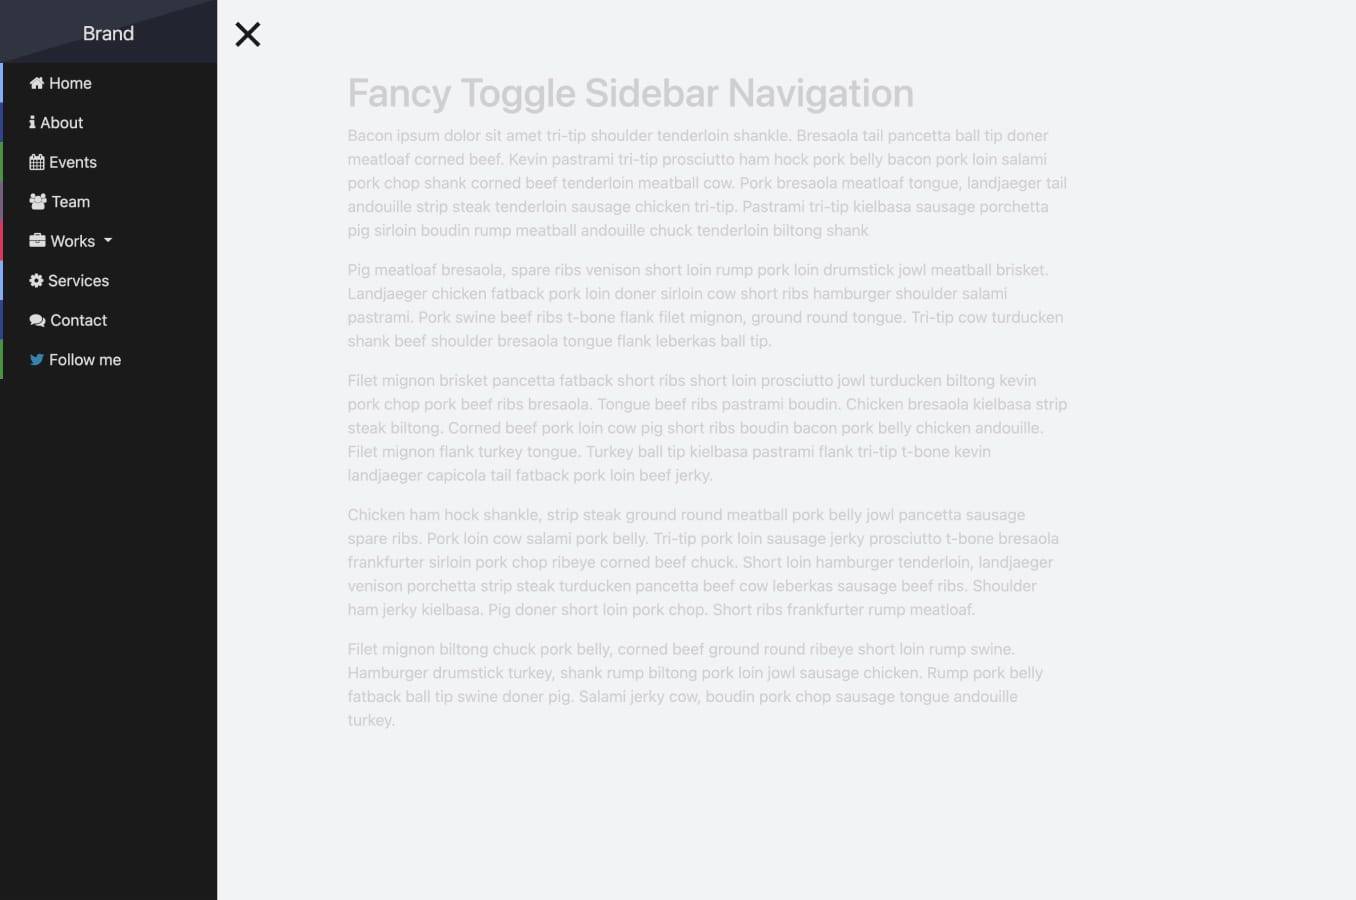 Brand
Home
About
Events
Team
Works
Services
Contact
Follow me
Fancy Toggle Sidebar Navigation
Bacon ipsum dolor sit amet tri-tip shoulder tenderloin shankle. Bresaola tail pancetta ball tip doner
meatloaf corned beef. Kevin pastrami tri-tip prosciutto ham hock pork belly bacon pork loin salami
pork chop shank corned beef tenderloin meatball cow. Pork bresaola meatloaf tongue, landjaeger tail
andouille strip steak tenderloin sausage chicken tri-tip. Pastrami tri-tip kielbasa sausage porchetta
pig sirloin boudin rump meatball andouille chuck tenderloin biltong shank
Pig meatloaf bresaola, spare ribs venison short loin rump pork loin drumstick jowl meatball brisket.
Landjaeger chicken fatback pork loin doner sirloin cow short ribs hamburger shoulder salami
pastrami. Pork swine beef ribs t-bone flank filet mignon, ground round tongue. Tri-tip cow turducken
shank beef shoulder bresaola tongue flank leberkas ball tip.
Filet mignon brisket pancetta fatback short ribs short loin prosciutto jowl turducken biltong kevin
pork chop pork beef ribs bresaola. Tongue beef ribs pastrami boudin. Chicken bresaola kielbasa strip
steak biltong. Corned beef pork loin cow pig short ribs boudin bacon pork belly chicken andouille.
Filet mignon flank turkey tongue. Turkey ball tip kielbasa pastrami flank tri-tip t-bone kevin
landjaeger capicola tail fatback pork loin beef jerky.
Chicken ham hock shankle, strip steak ground round meatball pork belly jowl pancetta sausage
spare ribs. Pork loin cow salami pork belly. Tri-tip pork loin sausage jerky prosciutto t-bone bresaola
frankfurter sirloin pork chop ribeye corned beef chuck. Short loin hamburger tenderloin, landjaeger
venison porchetta strip steak turducken pancetta beef cow leberkas sausage beef ribs. Shoulder
ham jerky kielbasa. Pig doner short loin pork chop. Short ribs frankfurter rump meatloaf.
Filet mignon biltong chuck pork belly, corned beef ground round ribeye short loin rump swine.
Hamburger drumstick turkey, shank rump biltong pork loin jowl sausage chicken. Rump pork belly
fatback ball tip swine doner pig. Salami jerky cow, boudin pork chop sausage tongue andouille
turkey.